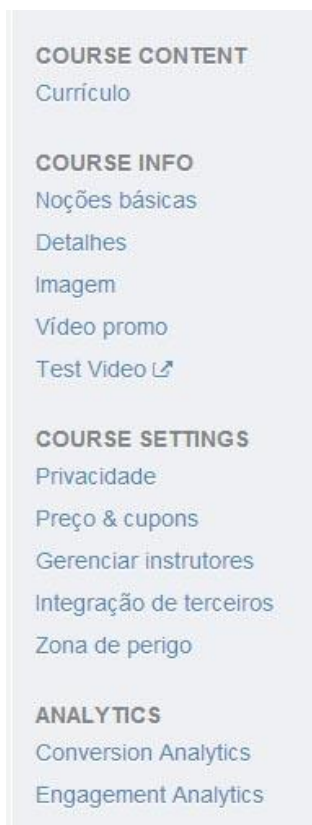 COURSE CONTENT
Currículo
COURSE INFO
Noções básicas
Detalhes
Imagem
Vídeo promo
Test Video
COURSE SETTINGS
Privacidade
Preço & cupons
Gerenciar instrutores
Integração de terceiros
Zona de perigo
ANALYTICS
Conversion Analytics
Engagement Analytics